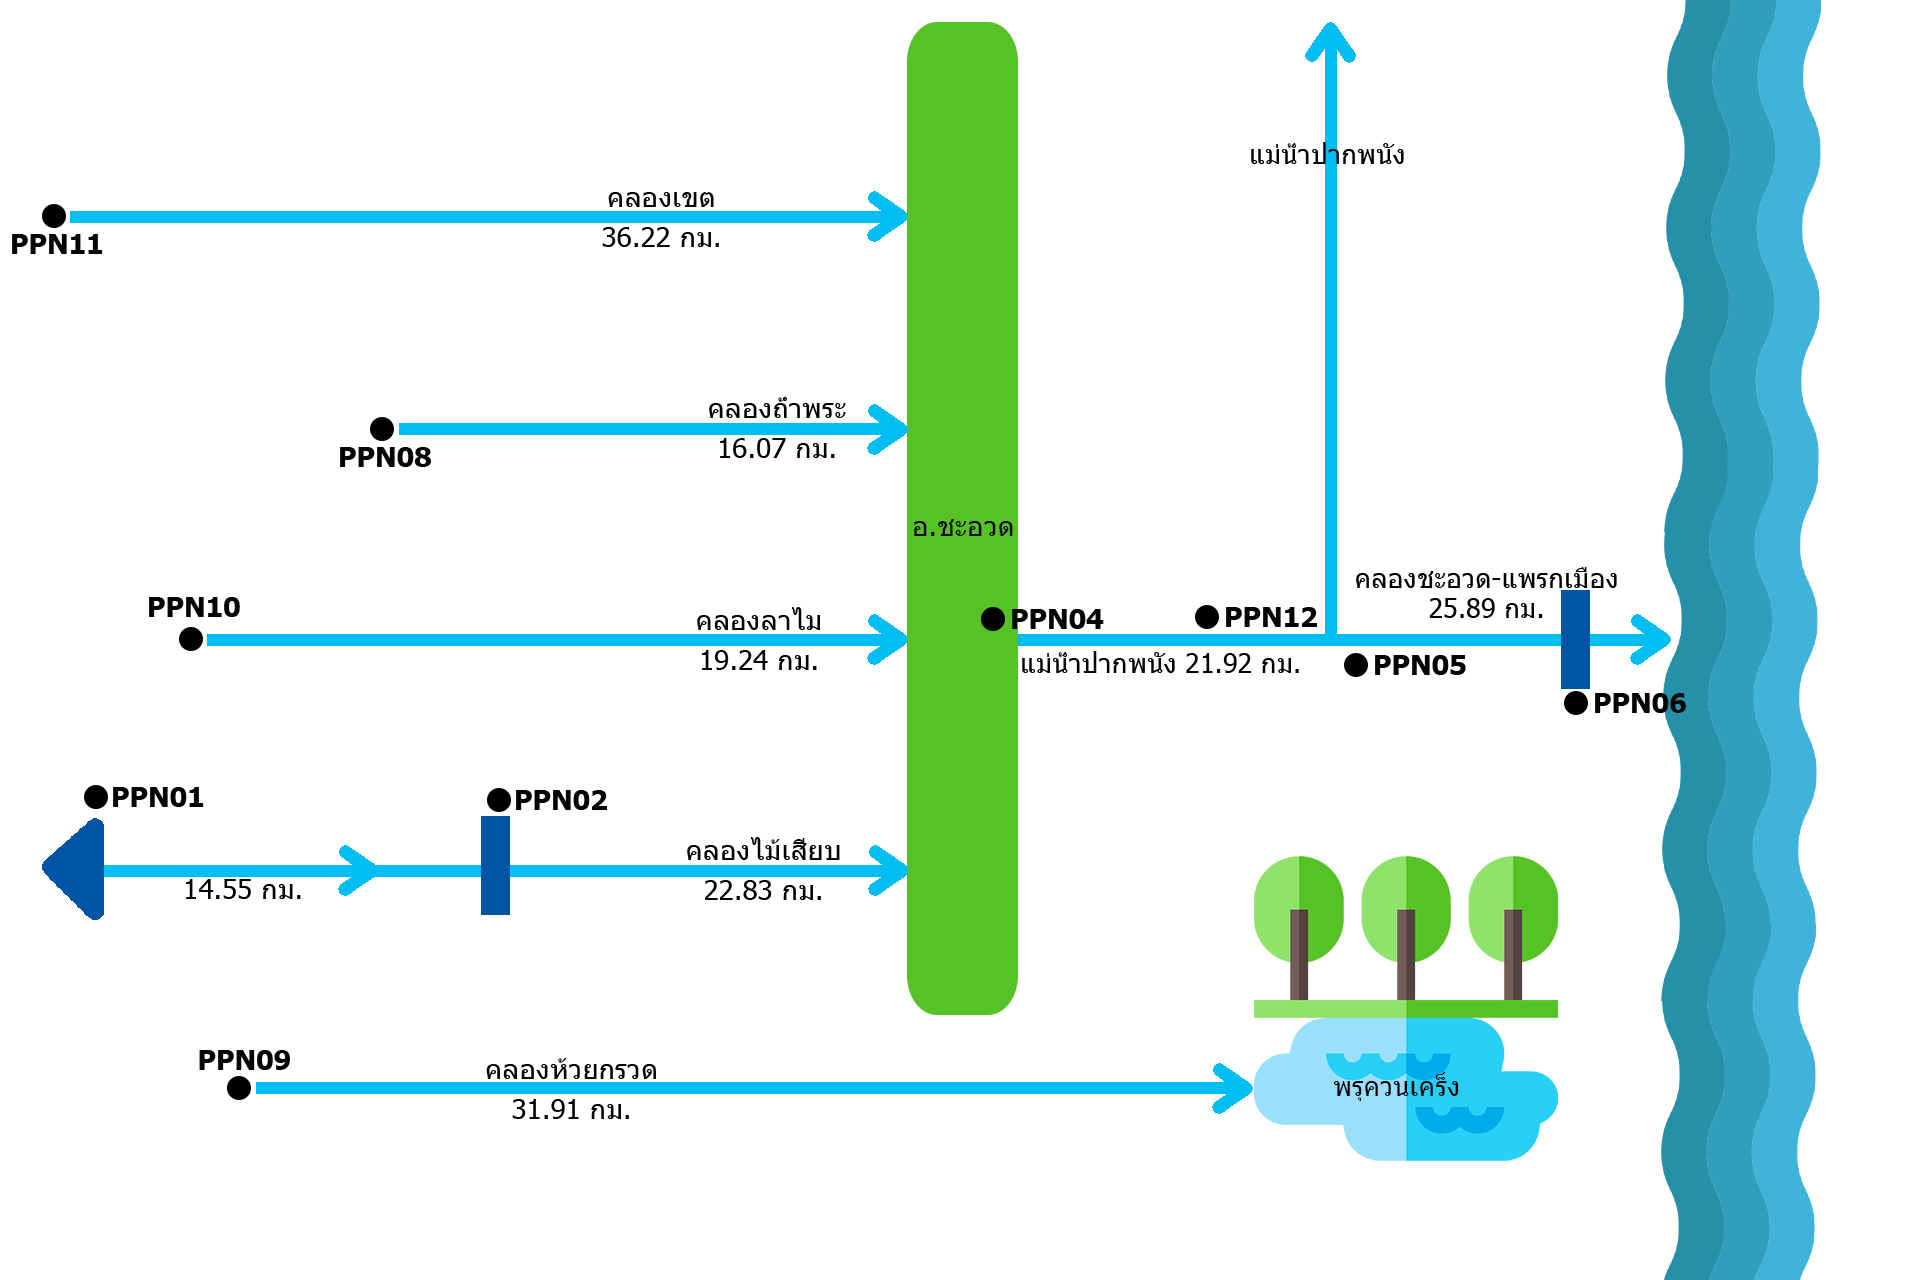 แม่น้ำปากพนัง
คลองเขต
36.22 กม.
PPN11
คลองถ้ำพระ
16.07 กม.
PPN08
อ.ชะอวด
คลองชะอวด-แพรกเมือง
25.89 กม.
PPN10
คลองลาไม
19.24 กม.
PPN04
PPN12
แม่น้ำปากพนัง 21.92 กม.
PPN05
PPN06
PPN01
PPN02
คลองไม้เสียบ
14.55 กม.
22.83 กม.
PPN09
คลองห้วยกรวด
31.91 กม.
พรุควนเคร็ง